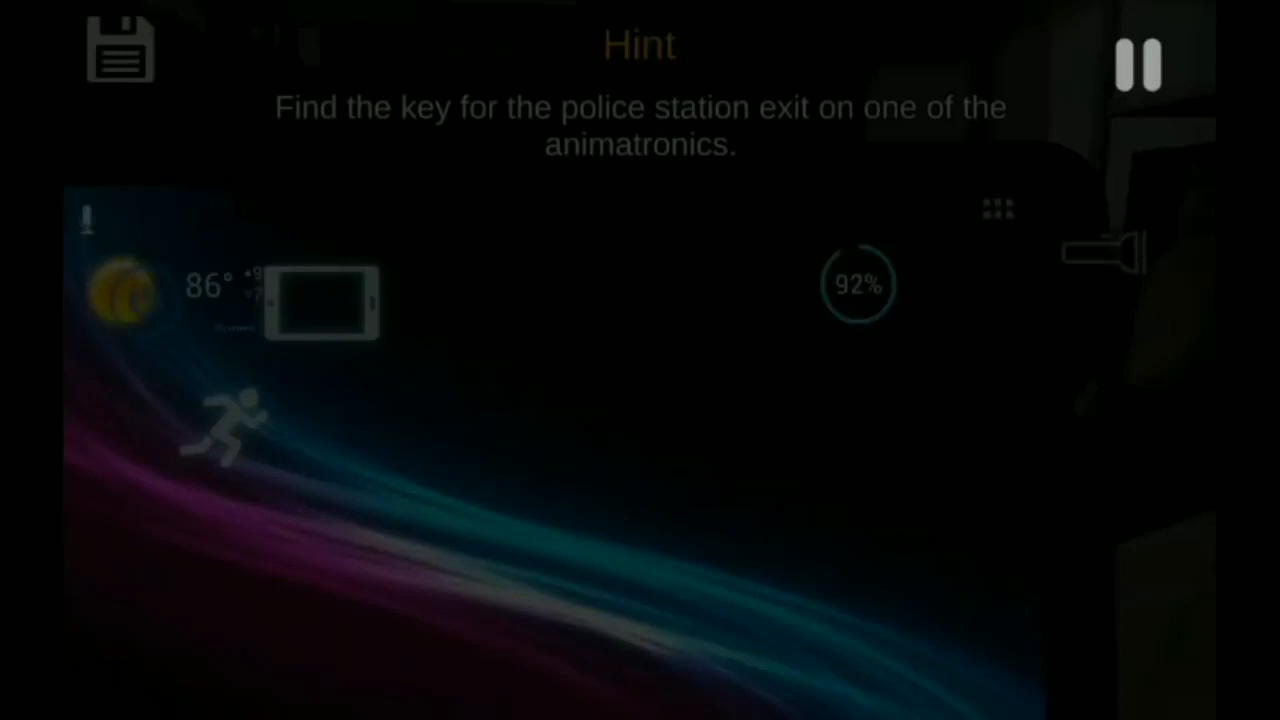 Hint
Find the key for the police station exit on one of the
animatronics.
86°
92%